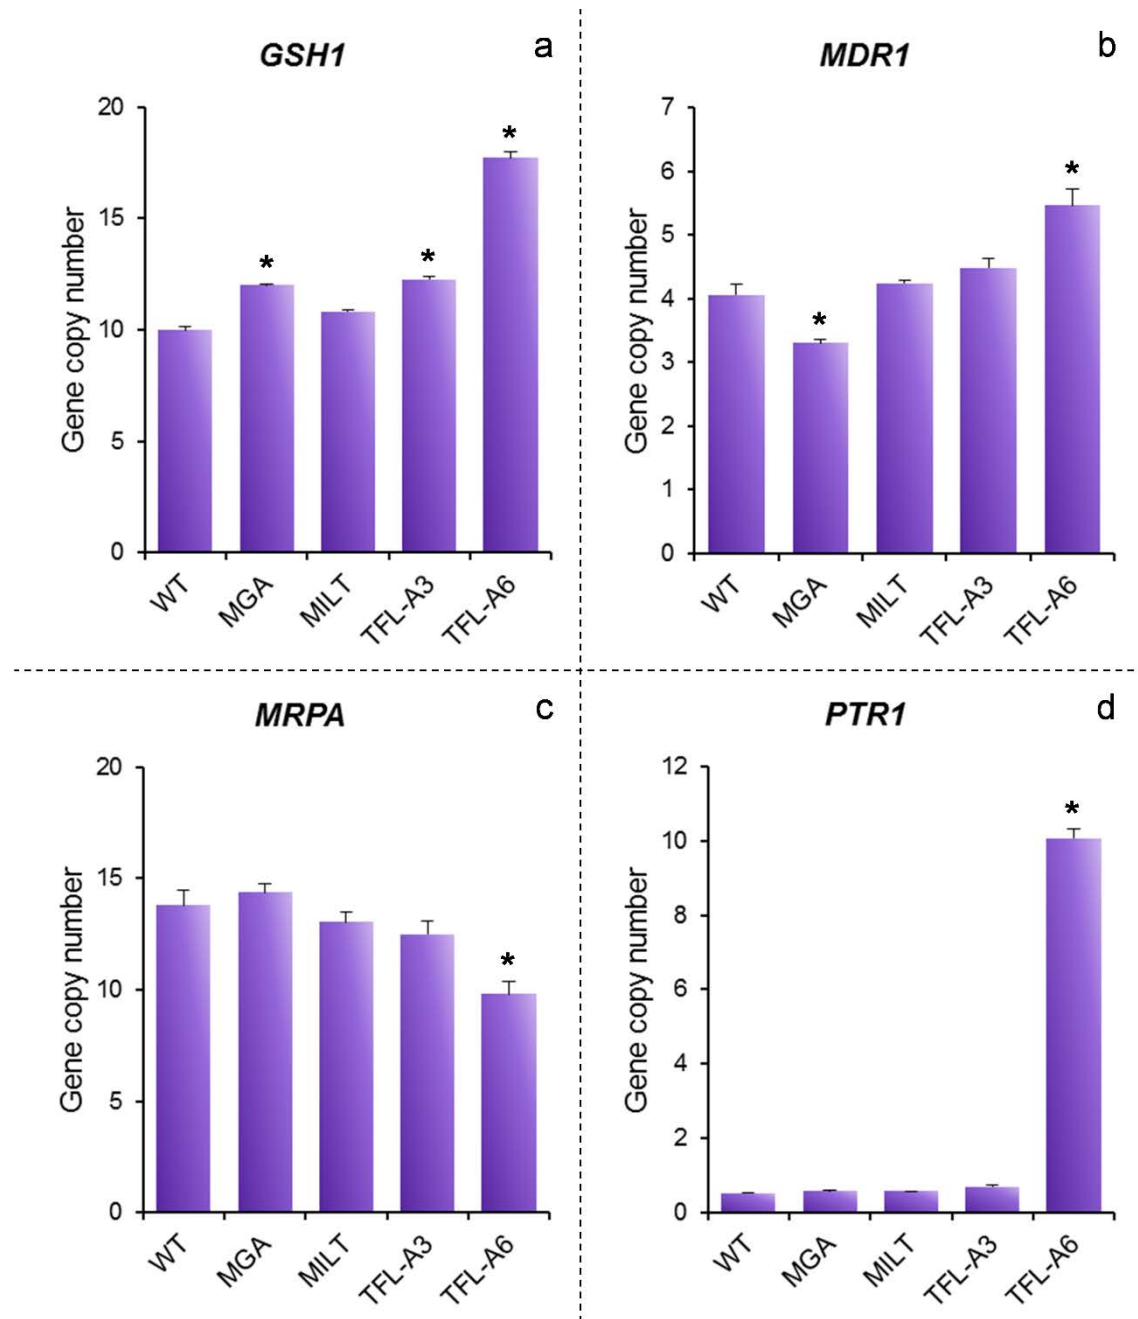 GSH1
a
Gene copy number
20
15
10
5
0
*
*
*
WT
MGA
MILT
TFL-A3
TFL-A6
MDR1
b
Gene copy number
7
6
5
4
3
2
1
0
*
*
WT
MGA
MILT
TFL-A3
TFL-A6
MRPA
c
Gene copy number
20
15
10
5
0
*
WT
MGA
MILT
TFL-A3
TFL-A6
PTR1
d
Gene copy number
12
10
8
6
4
2
0
*
WT
MGA
MILT
TFL-A3
TFL-A6